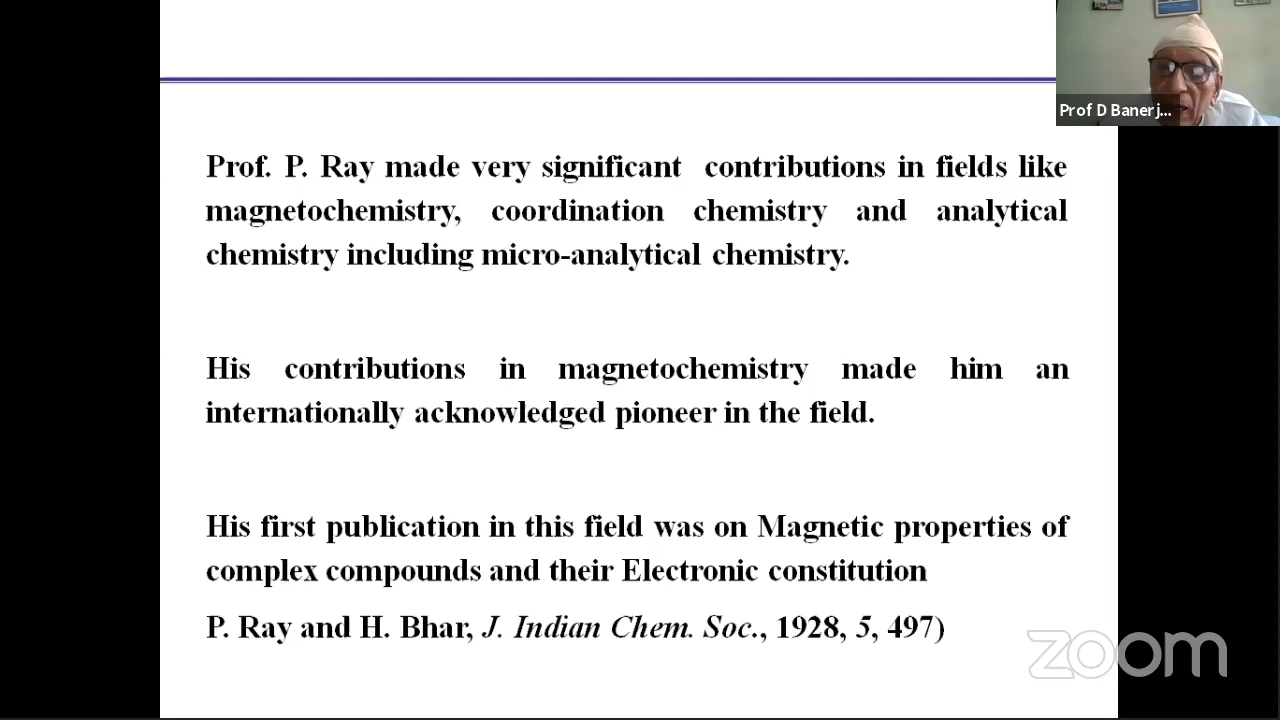 Prof D Banerj...
Prof. P. Ray made very significant contributions in fields like
magnetochemistry, coordination chemistry and analytical
chemistry including micro-analytical chemistry.
His contributions in magnetochemistry made him an
internationally acknowledged pioneer in the field.
His first publication in this field was on Magnetic properties of
complex compounds and their Electronic constitution
P. Ray and H. Bhar, J. Indian Chem. Soc., 1928, 5, 497)
zoom